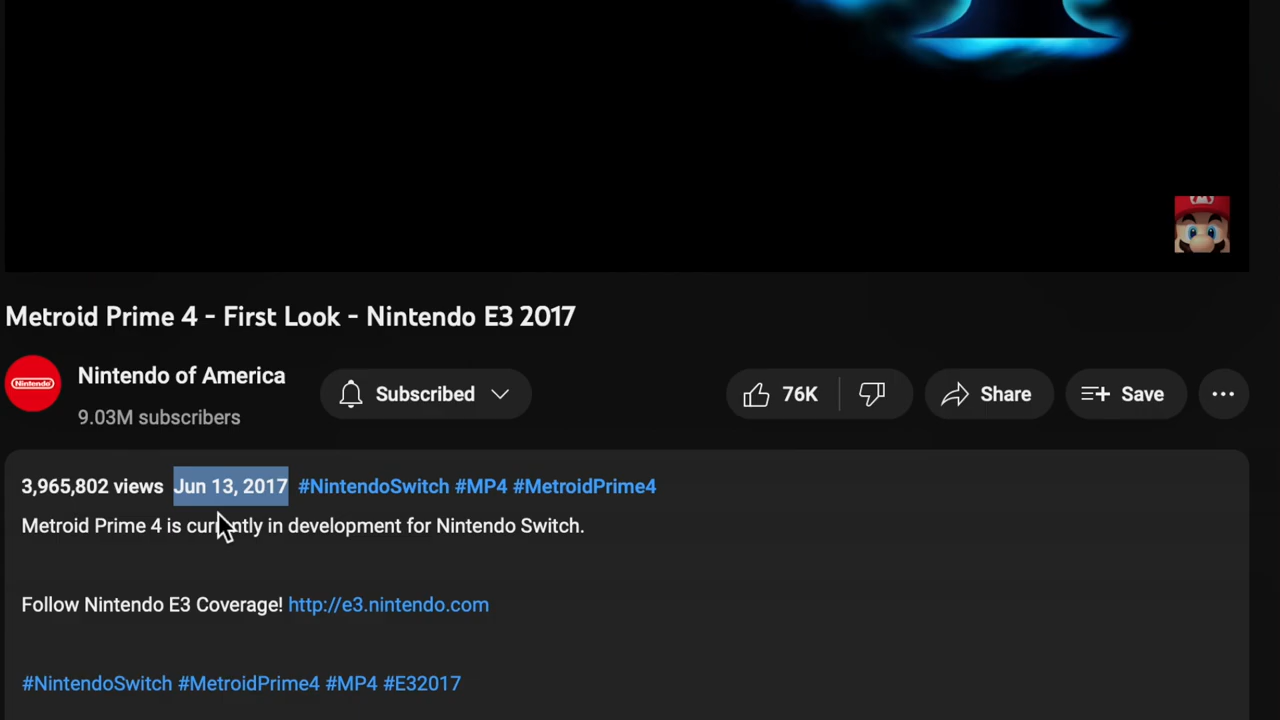 Metroid Prime 4 - First Look - Nintendo E3 2017
Nintendo
Nintendo of America
9.03M subscribers
Subscribed
76K
Share
Save
3,965,802 views Jun 13, 2017 #NintendoSwitch #MP4 #MetroidPrime4
Metroid Prime 4 is currently in development for Nintendo Switch.
Follow Nintendo E3 Coverage! http://e3.nintendo.com
#NintendoSwitch #MetroidPrime4 #MP4 #E32017